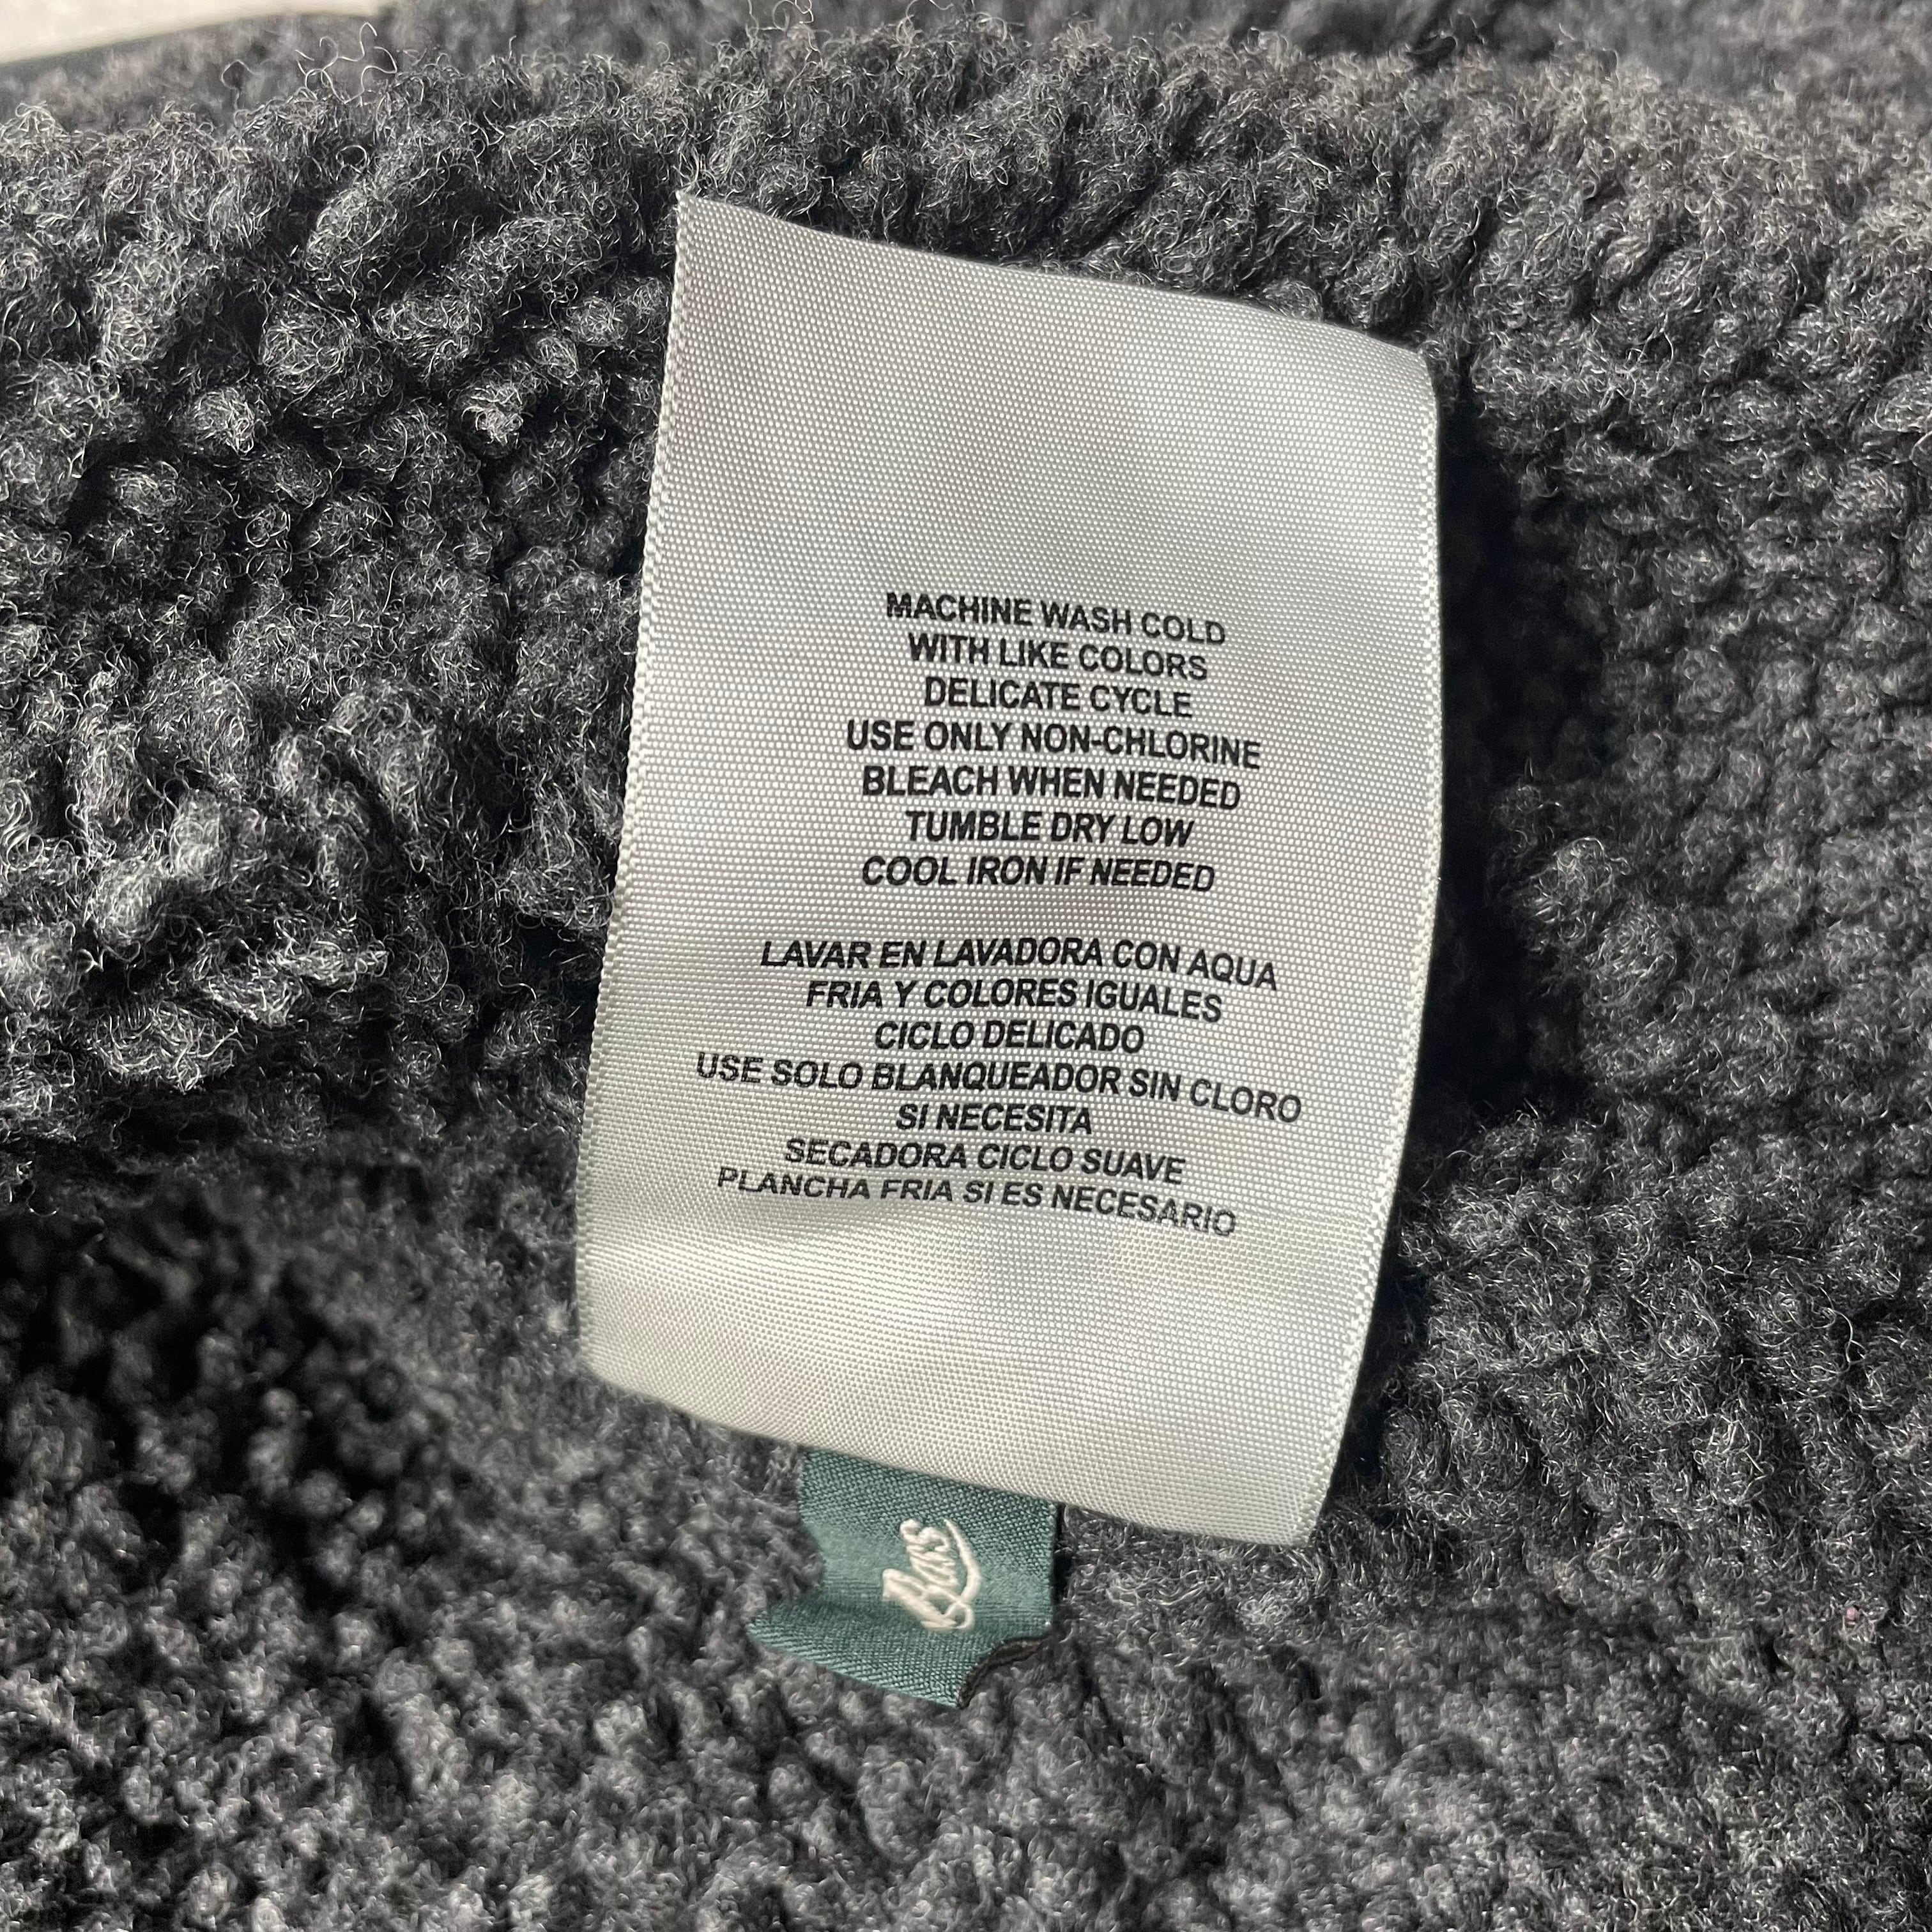 MACHINE WASH COLD
WITH LIKE COLORS
DELICATE CYCLE
USE ONLY NON-CHLORINE
BLEACH WHEN NEEDED
TUMBLE DRY LOW
COOL IRON IF NEEDED
LAVAR EN LAVADORA CON AQUA
FRIA Y COLORES IGUALES
CICLO DELICADO
USE SOLO BLANQUEADOR SIN CLORO
SI NECESITA
SECADORA CICLO SUAVE
PLANCHA FRIA SI ES NECESARIO